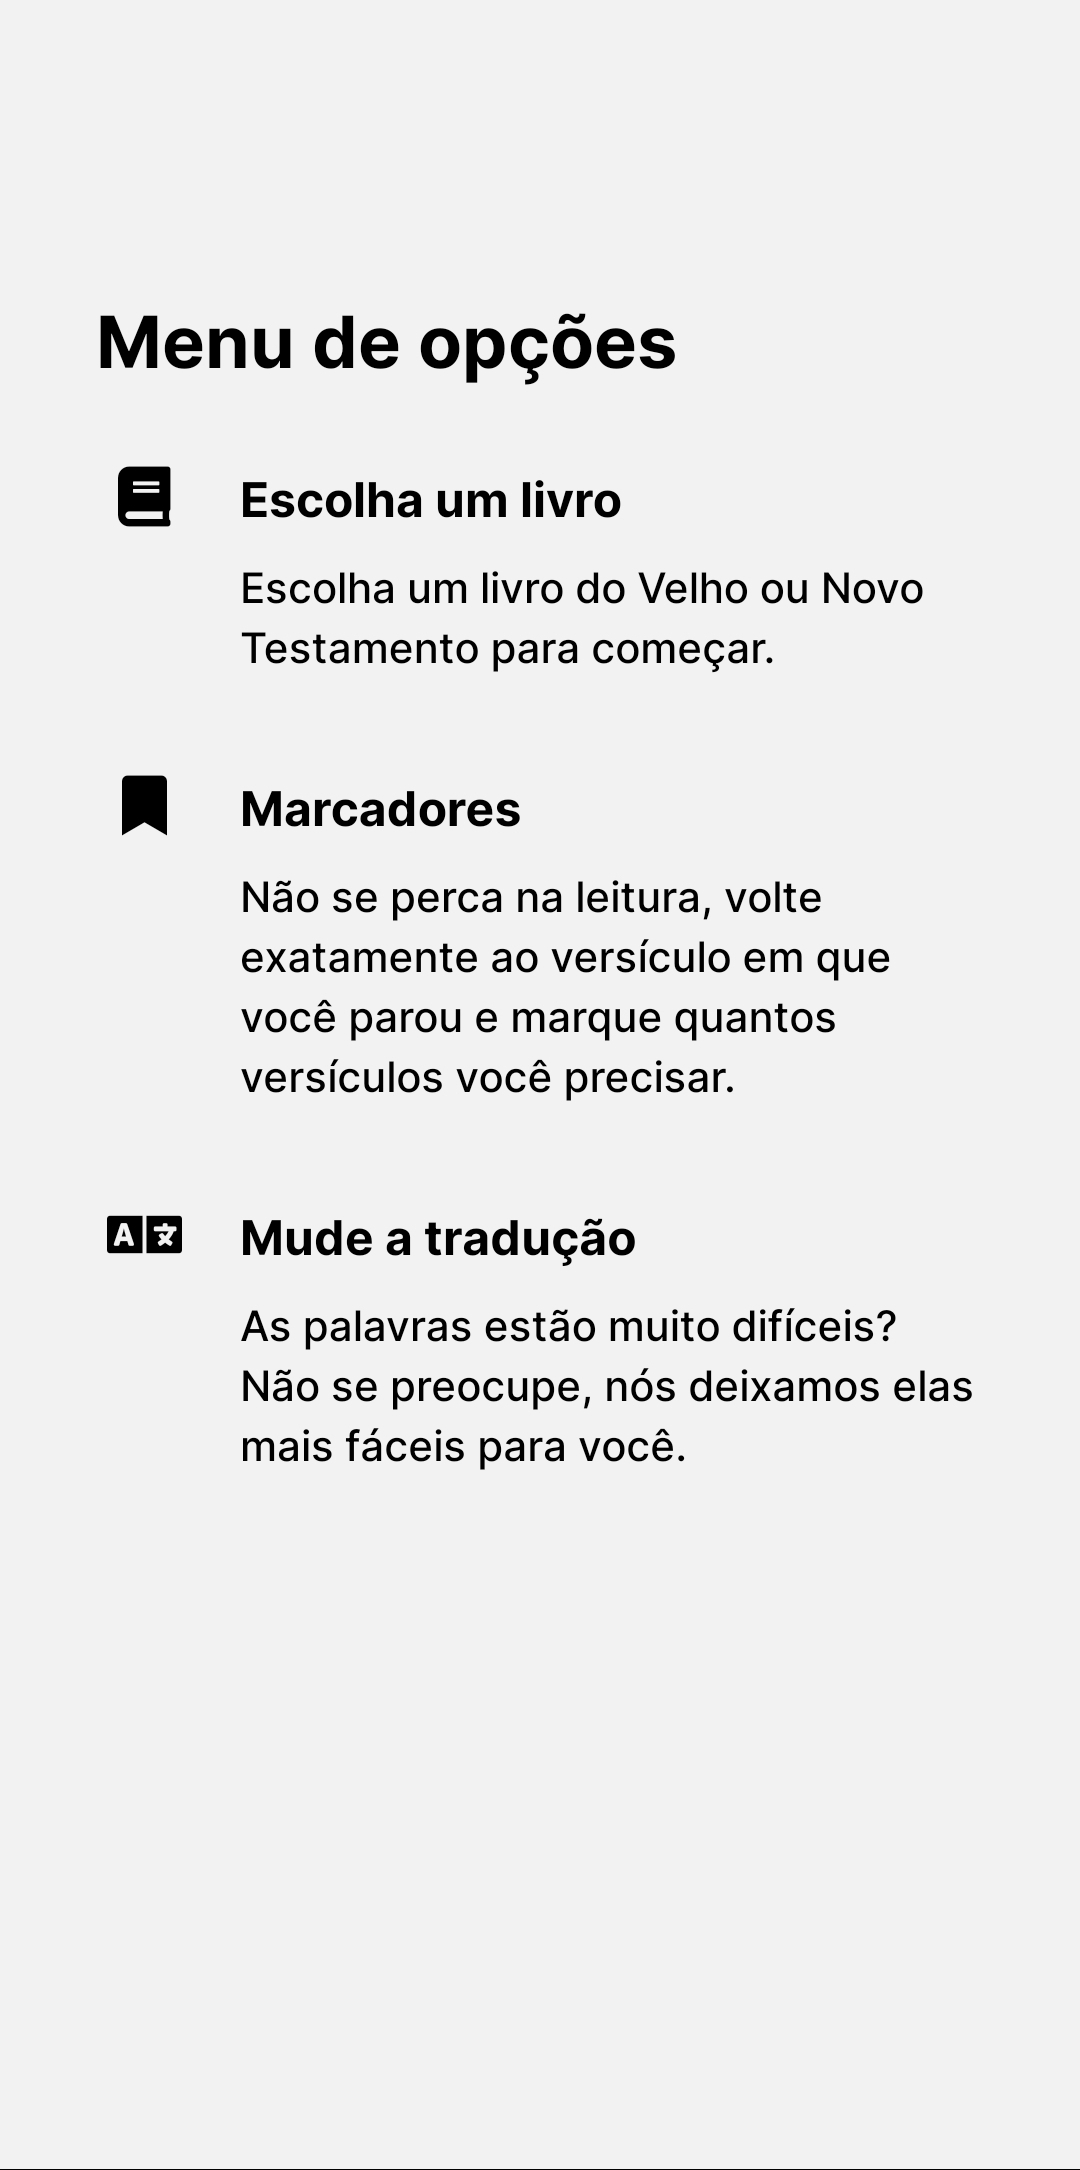 Menu de opções
Escolha um livro
Escolha um livro do Velho ou Novo
Testamento para começar.
Marcadores
Não se perca na leitura, volte
exatamente ao versículo em que
você parou e marque quantos
versículos você precisar.
A 文
Mude a tradução
As palavras estão muito difíceis?
Não se preocupe, nós deixamos elas
mais fáceis para você.